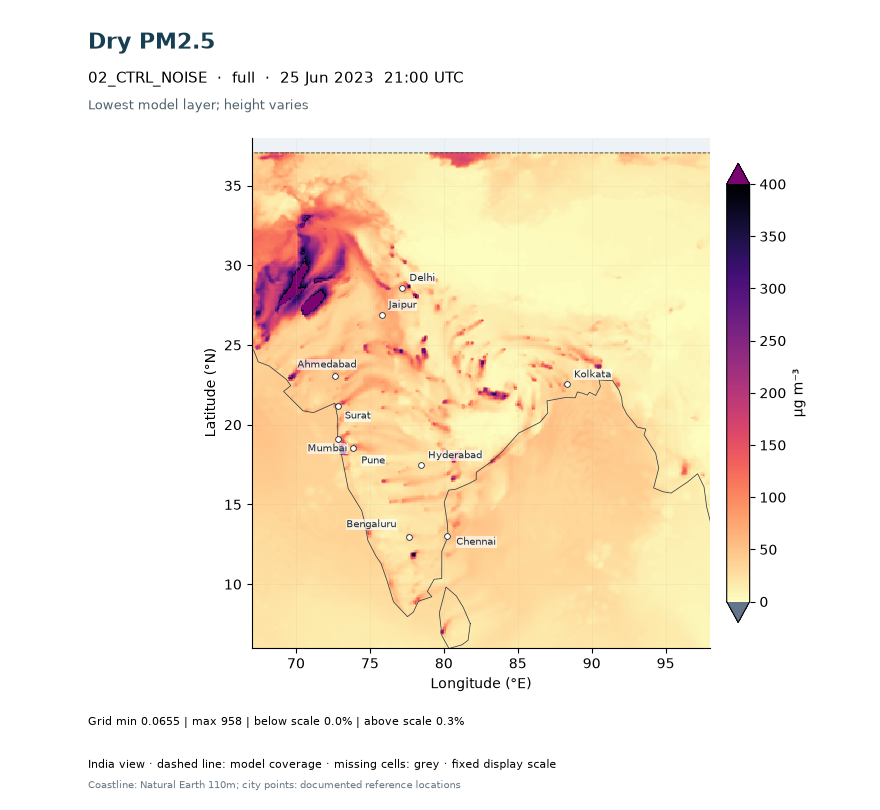 Dry PM2.5
02_CTRL_NOISE · full · 25 Jun 2023 21:00 UTC
Lowest model layer; height varies
35
30
25
20
15
10
Latitude (°N)
Delhi
Jaipur
Ahmedabad
Kolkata
Surat
Mumbai
Pune
Hyderabad
Bengaluru
Chennai
70
75
80
85
90
95
Longitude (°E)
400
350
300
250
200
150
100
50
0
µg m⁻³
Grid min 0.0655 | max 958 | below scale 0.0% | above scale 0.3%
India view · dashed line: model coverage · missing cells: grey · fixed display scale
Coastline: Natural Earth 110m; city points: documented reference locations